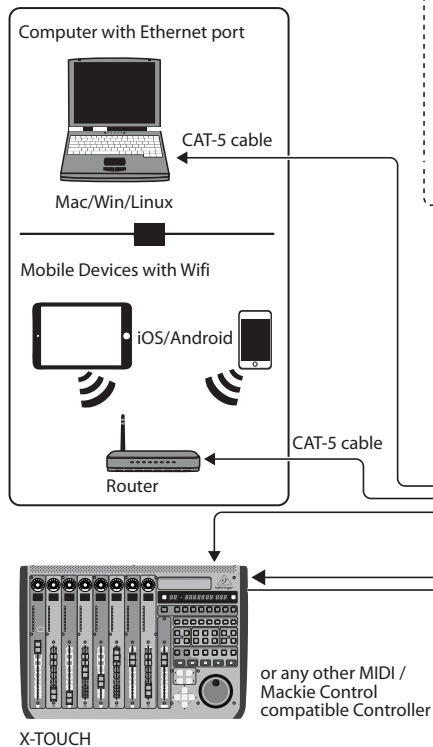 Computer with Ethernet port
CAT-5 cable
Mac/Win/Linux
Mobile Devices with Wifi
iOS/Android
CAT-5 cable
Router
or any other MIDI /
Mackie Control
compatible Controller
X-TOUCH